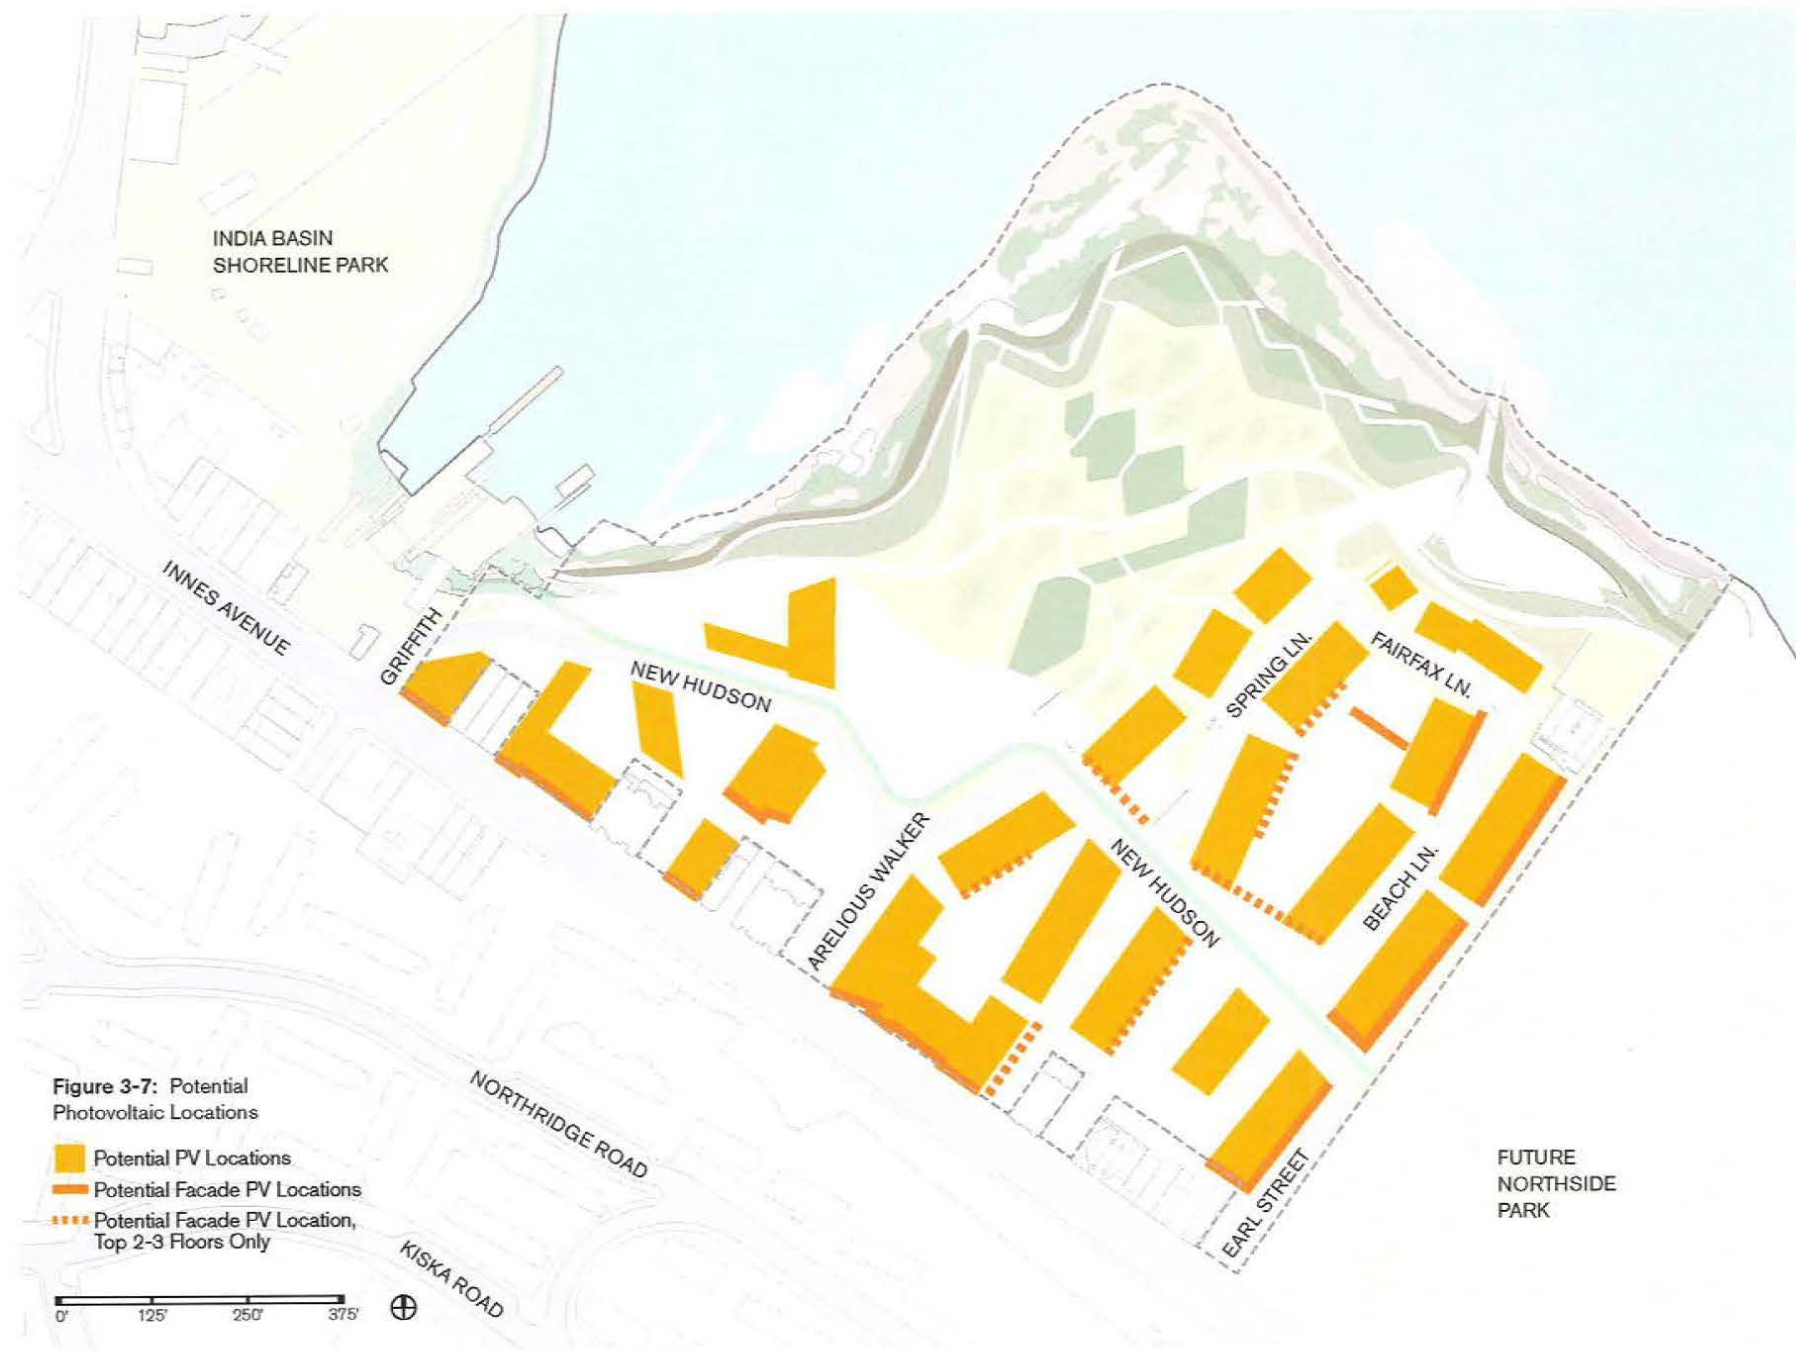 INDIA BASIN
SHORELINE PARK
INNES AVENUE
GRIFFITH
NEW HUDSON
SPRING LN.
FAIRFAX LN.
ARELIOUS WALKER
NEW HUDSON
BEACH LN.
NORTHRIDGE ROAD
KISKA ROAD
EARL STREET
FUTURE
NORTHSIDE
PARK
Figure 3-7: Potential
Photovoltaic Locations
Potential PV Locations
Potential Facade PV Locations
Potential Facade PV Location,
Top 2-3 Floors Only
0' 125' 250' 375'